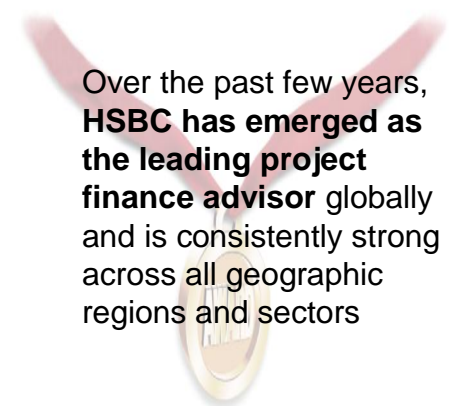 Over the past few years,
HSBC has emerged as
the leading project
finance advisor globally
and is consistently strong
across all geographic
regions and sectors